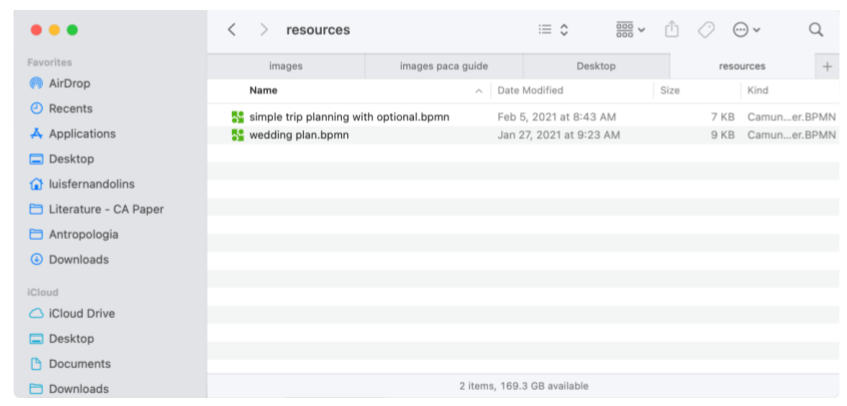 resources
Favorites
AirDrop
Recents
Applications
Desktop
luisfernandolins
Literature - CA Paper
Antropologia
Downloads
iCloud
iCloud Drive
Desktop
Documents
Downloads
images
images paca guide
Desktop
resources
Name
Date Modified
Size
Kind
simple trip planning with optional.bpmn
Feb 5, 2021 at 8:43 AM
7 KB
Camun...er.BPMN
wedding plan.bpmn
Jan 27, 2021 at 9:23 AM
9 KB
Camun...er.BPMN
2 items, 169.3 GB available